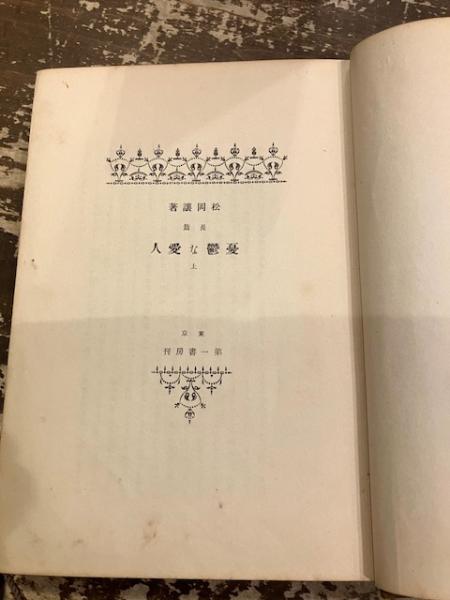 松岡讓著
長篇
憂鬱な愛人
上
東京
第一書房刊